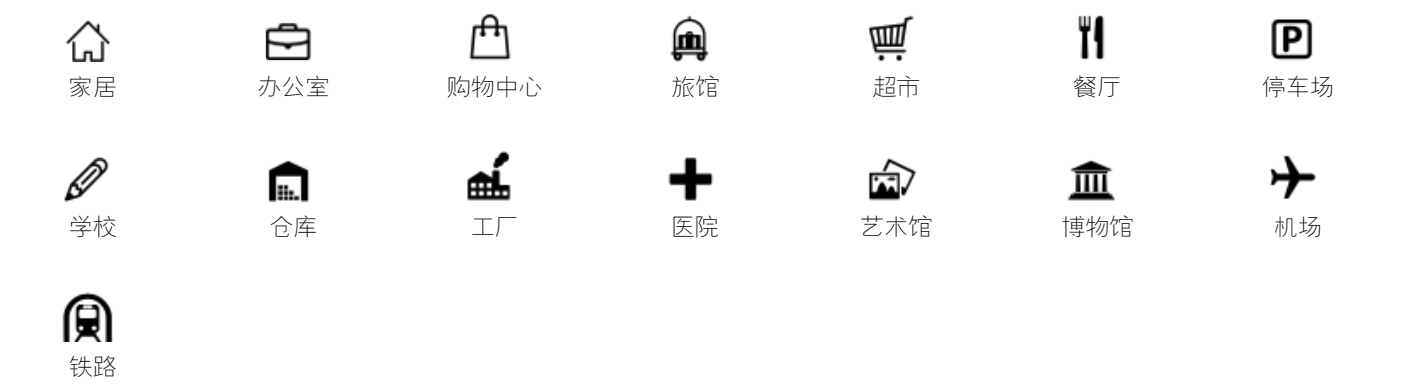 家居 办公室 购物中心 旅馆 超市 餐厅 停车场
学校 仓库 工厂 医院 艺术馆 博物馆 机场
铁路